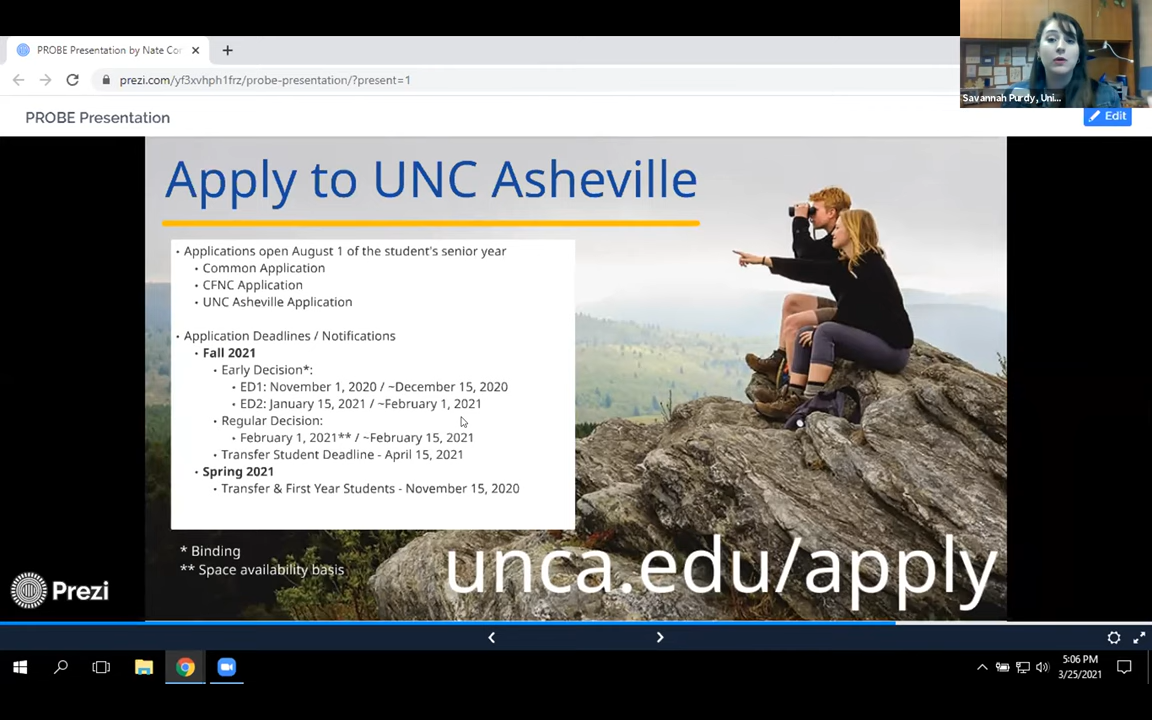 PROBE Presentation by Nate Co
prezi.com/yf3xvhph1frz/probe-presentation/?present=1
Savannah Purdy, Uni...
PROBE Presentation
Edit
Apply to UNC Asheville
• Applications open August 1 of the student's senior year
• Common Application
• CFNC Application
• UNC Asheville Application
• Application Deadlines / Notifications
• Fall 2021
• Early Decision*:
• ED1: November 1, 2020 / ~December 15, 2020
• ED2: January 15, 2021 / ~February 1, 2021
• Regular Decision:
• February 1, 2021** / ~February 15, 2021
• Transfer Student Deadline - April 15, 2021
• Spring 2021
• Transfer & First Year Students - November 15, 2020
* Binding
** Space availability basis
unca.edu/apply
Prezi
5:06 PM
3/25/2021